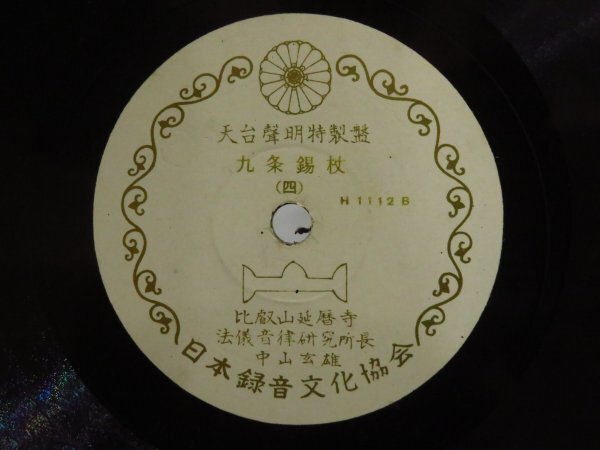 天台聲明特製盤
九条錫杖
(四)
H1112B
比叡山延暦寺
法儀音律研究所長
中山玄雄
日本録音文化協会